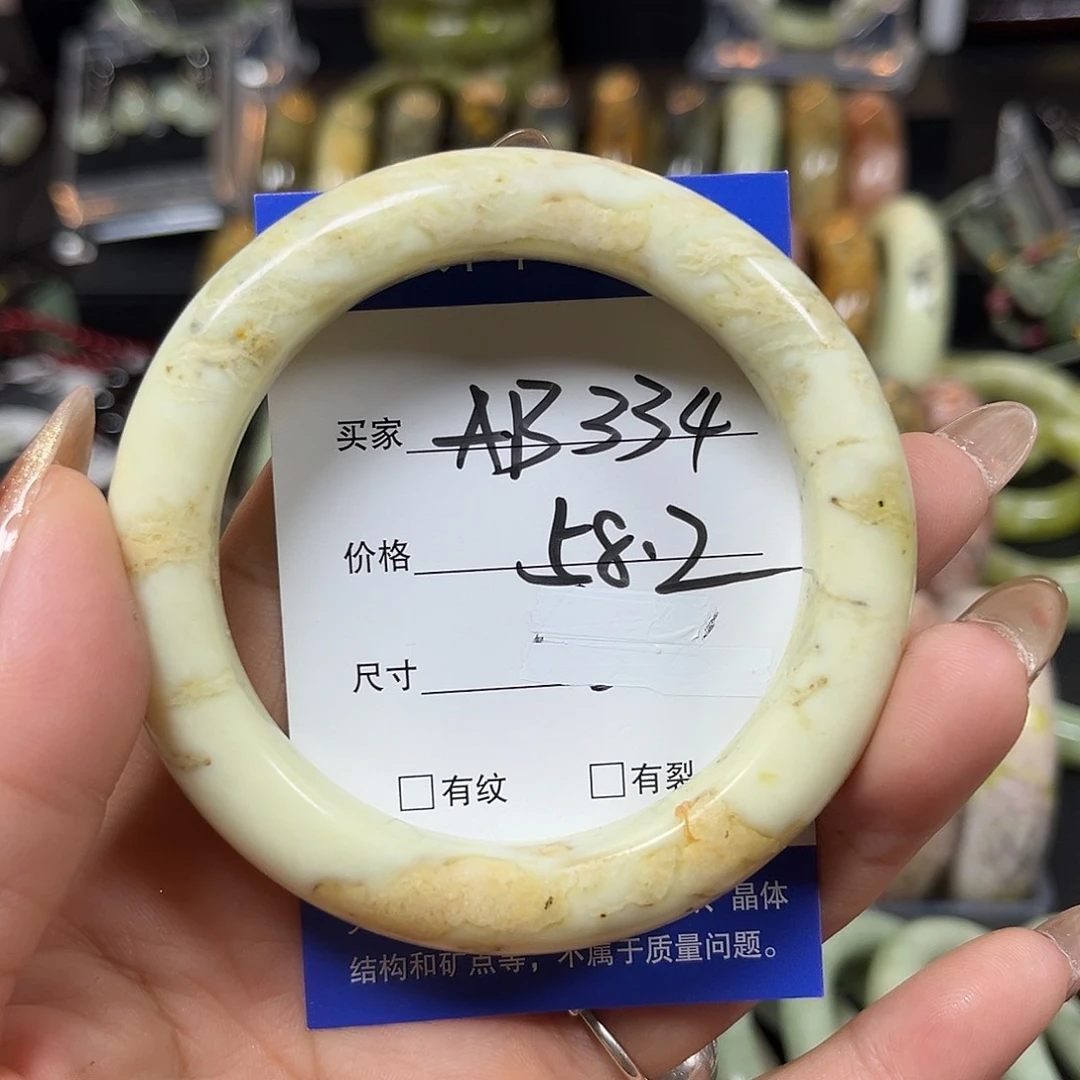 买家 AB334
价格 58.2
尺寸
□有纹 □有裂
、晶体
结构和矿点等，不属于质量问题。